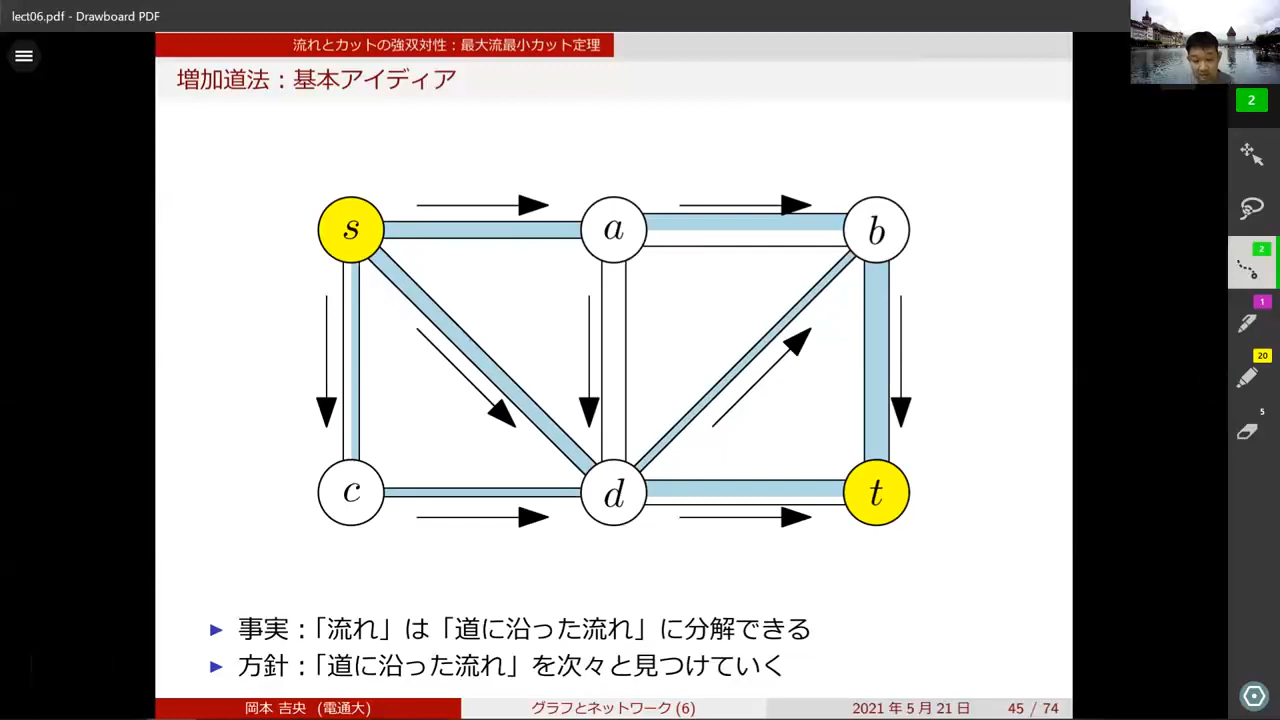 lect06.pdf - Drawboard PDF
流れとカットの強双対性：最大流最小カット定理
増加道法：基本アイディア
2
s
a
b
2
1
20
5
c
d
t
事実：「流れ」は「道に沿った流れ」に分解できる
方針：「道に沿った流れ」を次々と見つけていく
岡本 吉央 (電通大)
グラフとネットワーク (6)
2021 年 5 月 21 日
45 / 74